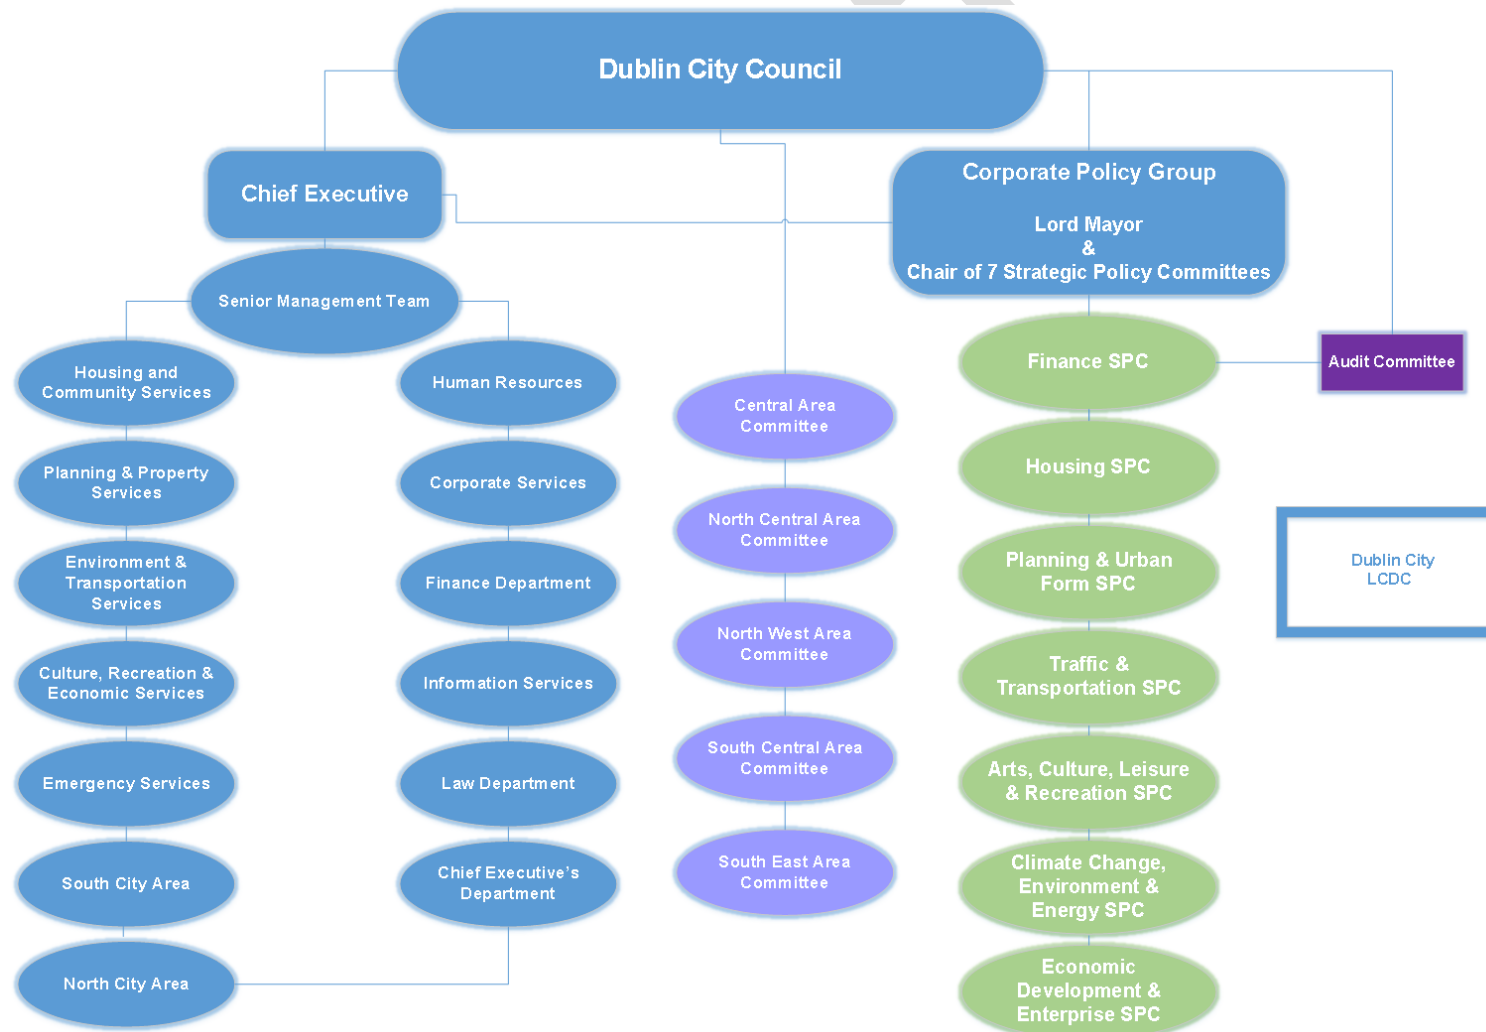 Dublin City Council
Chief Executive
Corporate Policy Group
Lord Mayor
&
Chair of 7 Strategic Policy Committees
Senior Management Team
Housing and
Community Services
Planning & Property
Services
Environment &
Transportation
Services
Culture, Recreation &
Economic Services
Emergency Services
South City Area
North City Area
Human Resources
Corporate Services
Finance Department
Information Services
Law Department
Chief Executive's
Department
Central Area
Committee
North Central Area
Committee
North West Area
Committee
South Central Area
Committee
South East Area
Committee
Finance SPC
Housing SPC
Planning & Urban
Form SPC
Traffic &
Transportation SPC
Arts, Culture, Leisure
& Recreation SPC
Climate Change,
Environment &
Energy SPC
Economic
Development &
Enterprise SPC
Audit Committee
Dublin City
LCDC